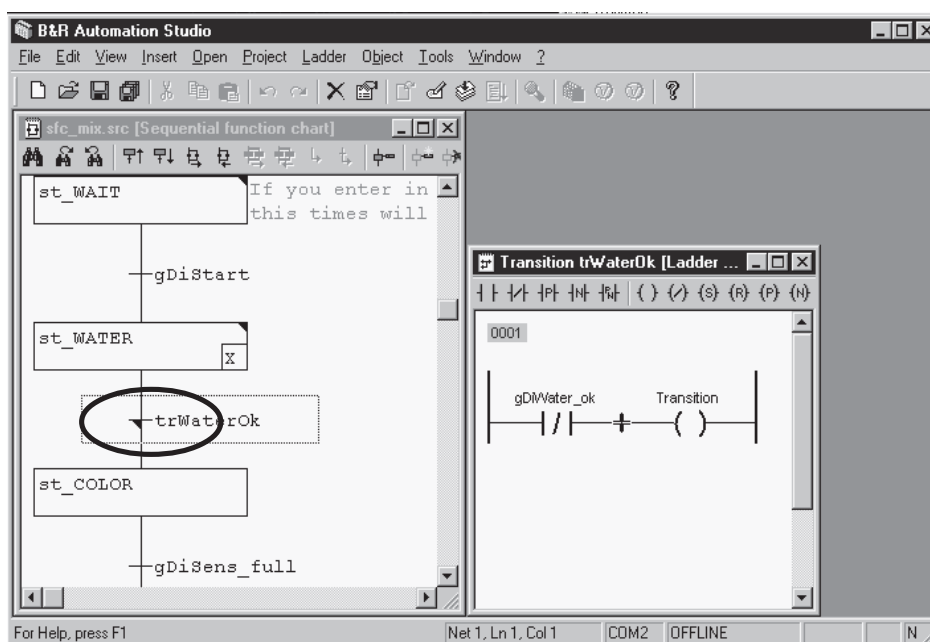 B&R Automation Studio
File Edit View Insert Open Project Ladder Object Tools Window ?
sfc_mix.src [Sequential function chart]
st_WAIT
If you enter in
this times will
gDiStart
st_WATER
X
trWaterOk
st_COLOR
gDiSens_full
Transition trWaterOk [Ladder ...
P N P N ( ) (/) (S) (R) (P) (N)
0001
gDiWater_ok Transition
For Help, press F1 Net 1, Ln 1, Col 1 COM2 OFFLINE N